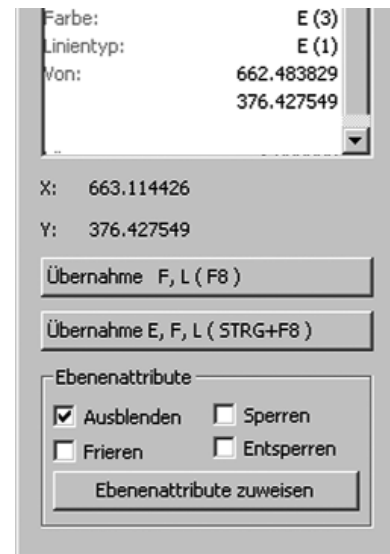 Farbe: E (3)
Linientyp: E (1)
Von: 662.483829
376.427549
X: 663.114426
Y: 376.427549
Übernahme F, L ( F8 )
Übernahme E, F, L ( STRG+F8 )
Ebenenattribute
Ausblenden Sperren
Frieren Entsperren
Ebenenattribute zuweisen